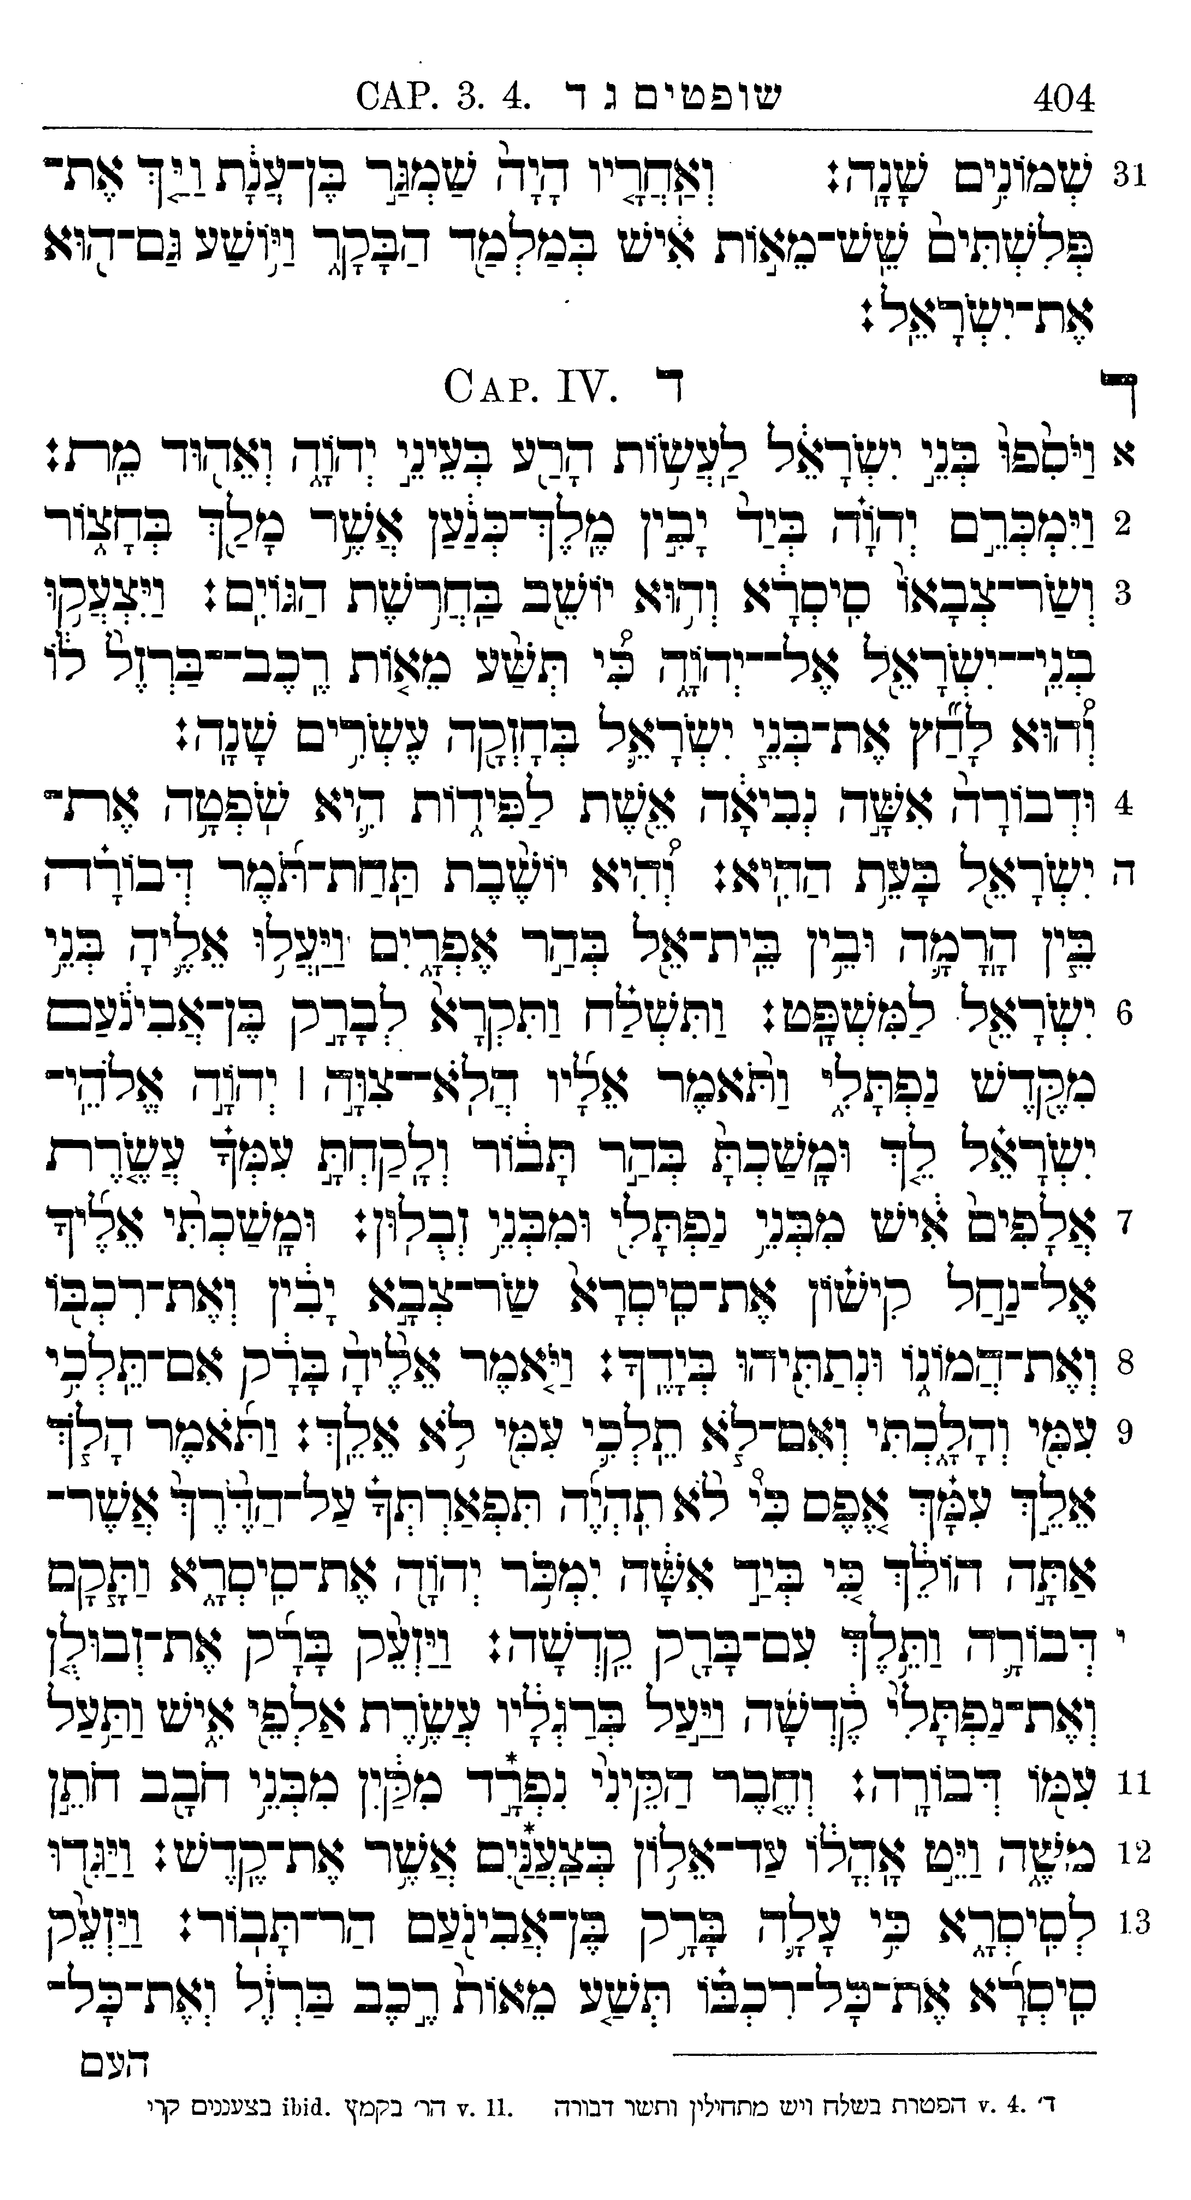 404 שופטים ג ד CAP. 3. 4.
31 שְׁמוֹנִ֥ים שָׁנָֽה׃ וְאַֽחֲרָ֤יו הָיָה֙ שַׁמְגַּ֣ר בֶּן־עֲנָ֔ת וַיַּ֤ךְ אֶת־
פְּלִשְׁתִּים֙ שֵֽׁשׁ־מֵא֣וֹת אִ֔ישׁ בְּמַלְמַ֖ד הַבָּקָ֑ר וַיּ֥וֹשַׁע גַּם־ה֖וּא
אֶת־יִשְׂרָאֵֽל׃
ד CAP. IV. ד
א וַיֹּסִ֙פוּ֙ בְּנֵ֣י יִשְׂרָאֵ֔ל לַֽעֲשׂ֥וֹת הָרַ֖ע בְּעֵינֵ֣י יְהוָֹ֑ה וְאֵה֖וּד מֵֽת׃
2 וַיִּמְכְּרֵ֣ם יְהוָֹ֗ה בְּיַד֙ יָבִ֣ין מֶֽלֶךְ־כְּנַ֔עַן אֲשֶׁ֥ר מָלַ֖ךְ בְּחָצ֑וֹר
3 וְשַׂר־צְבָאוֹ֙ סִֽיסְרָ֔א וְה֥וּא יוֹשֵׁ֖ב בַּֽחֲרֹ֥שֶׁת הַגּוֹיִֽם׃ וַיִּצְעֲק֥וּ
בְנֵֽי־יִשְׂרָאֵ֖ל אֶל־יְהוָֹ֑ה כִּ֠י תְּשַׁ֨ע מֵא֤וֹת רֶֽכֶב־בַּרְזֶל֙ ל֔וֹ
וְ֠הוּא לָחַ֞ץ אֶת־בְּנֵ֧י יִשְׂרָאֵ֛ל בְּחָזְקָ֖ה עֶשְׂרִ֥ים שָׁנָֽה׃
4 וּדְבוֹרָה֙ אִשָּׁ֣ה נְבִיאָ֔ה אֵ֖שֶׁת לַפִּיד֑וֹת הִ֛יא שֹֽׁפְטָ֥ה אֶת־
ה יִשְׂרָאֵ֖ל בָּעֵ֥ת הַהִֽיא׃ וְ֠הִיא יוֹשֶׁ֨בֶת תַּֽחַת־תֹּ֜מֶר דְּבוֹרָ֗ה
בֵּ֧ין הָֽרָמָ֛ה וּבֵ֥ין בֵּֽית־אֵ֖ל בְּהַ֣ר אֶפְרָ֑יִם וַיַּֽעֲל֥וּ אֵלֶ֛יהָ בְּנֵ֥י
6 יִשְׂרָאֵ֖ל לַמִּשְׁפָּֽט׃ וַתִּשְׁלַ֗ח וַתִּקְרָא֙ לְבָרָ֣ק בֶּן־אֲבִינֹ֔עַם
מִקֶּ֖דֶשׁ נַפְתָּלִ֑י וַתֹּ֨אמֶר אֵלָ֜יו הֲלֹֽא־צִוָּ֣ה ׀ יְהוָֹ֣ה אֱלֹהֵֽי־
יִשְׂרָאֵ֗ל לֵ֤ךְ וּמָֽשַׁכְתָּ֙ בְּהַ֣ר תָּב֔וֹר וְלָֽקַחְתָּ֣ עִמְּךָ֗ עֲשֶׂ֤רֶת
7 אֲלָפִים֙ אִ֔ישׁ מִבְּנֵ֥י נַפְתָּלִ֖י וּמִבְּנֵ֥י זְבֻלֽוּן׃ וּמָֽשַׁכְתִּ֨י אֵלֶ֜יךָ
אֶל־נַ֣חַל קִישׁ֗וֹן אֶת־סִֽיסְרָא֙ שַׂר־צְבָ֣א יָבִ֔ין וְאֶת־רִכְבּ֖וֹ
8 וְאֶת־הֲמוֹנ֑וֹ וּנְתַתִּ֖יהוּ בְּיָדֶֽךָ׃ וַיֹּ֤אמֶר אֵלֶ֙יהָ֙ בָּרָ֔ק אִם־תֵּֽלְכִ֥י
9 עִמִּ֖י וְהָלָ֑כְתִּי וְאִם־לֹ֧א תֵֽלְכִ֛י עִמִּ֖י לֹ֥א אֵלֵֽךְ׃ וַתֹּ֜אמֶר הָלֹ֧ךְ
אֵלֵ֣ךְ עִמָּ֗ךְ אֶ֚פֶס כִּ֠י לֹ֣א תִֽהְיֶ֜ה תִּפְאַרְתְּךָ֗ עַל־הַדֶּ֙רֶךְ֙ אֲשֶׁר־
אַתָּ֣ה הוֹלֵ֔ךְ כִּ֚י בְּיַ֣ד אִשָּׁ֔ה יִמְכֹּ֥ר יְהוָֹ֖ה אֶת־סִֽיסְרָ֑א וַתָּ֧קָם
י דְּבוֹרָ֛ה וַתֵּ֥לֶךְ עִם־בָּרָ֖ק קֵֽדְשָׁה׃ וַיַּזְעֵ֨ק בָּרָ֜ק אֶת־זְבוּלֻ֤ן
וְאֶת־נַפְתָּלִי֙ קֶ֔דְשָׁה וַיַּ֣עַל בְּרַגְלָ֔יו עֲשֶׂ֥רֶת אַלְפֵ֖י אִ֑ישׁ וַתַּ֥עַל
11 עִמּ֖וֹ דְּבוֹרָֽה׃ וְחֶ֤בֶר הַקֵּינִי֙ נִפְרָ֣ד* מִקַּ֔יִן מִבְּנֵ֥י חֹבָ֖ב חֹתֵ֣ן
12 מֹשֶׁ֑ה וַיֵּ֣ט אָֽהֳל֔וֹ עַד־אֵל֥וֹן בְּצַֽעֲנַּ֖יִם* אֲשֶׁ֥ר אֶת־קֶֽדֶשׁ׃ וַיַּגִּ֖דוּ
13 לְסִֽיסְרָ֑א כִּ֥י עָלָ֛ה בָּרָ֥ק בֶּן־אֲבִינֹ֖עַם הַר־תָּבֽוֹר׃ וַיַּזְעֵ֨ק
סִֽיסְרָ֜א אֶת־כָּל־רִכְבּ֗וֹ תְּשַׁ֤ע מֵאוֹת֙ רֶ֣כֶב בַּרְזֶ֔ל וְאֶת־כָּל־
העם
ד׳ v. 4. הפטרת בשלח ויש מתחילין ותשר דבורה v. 11. הר׳ בקמץ ibid. בצעננים קרי